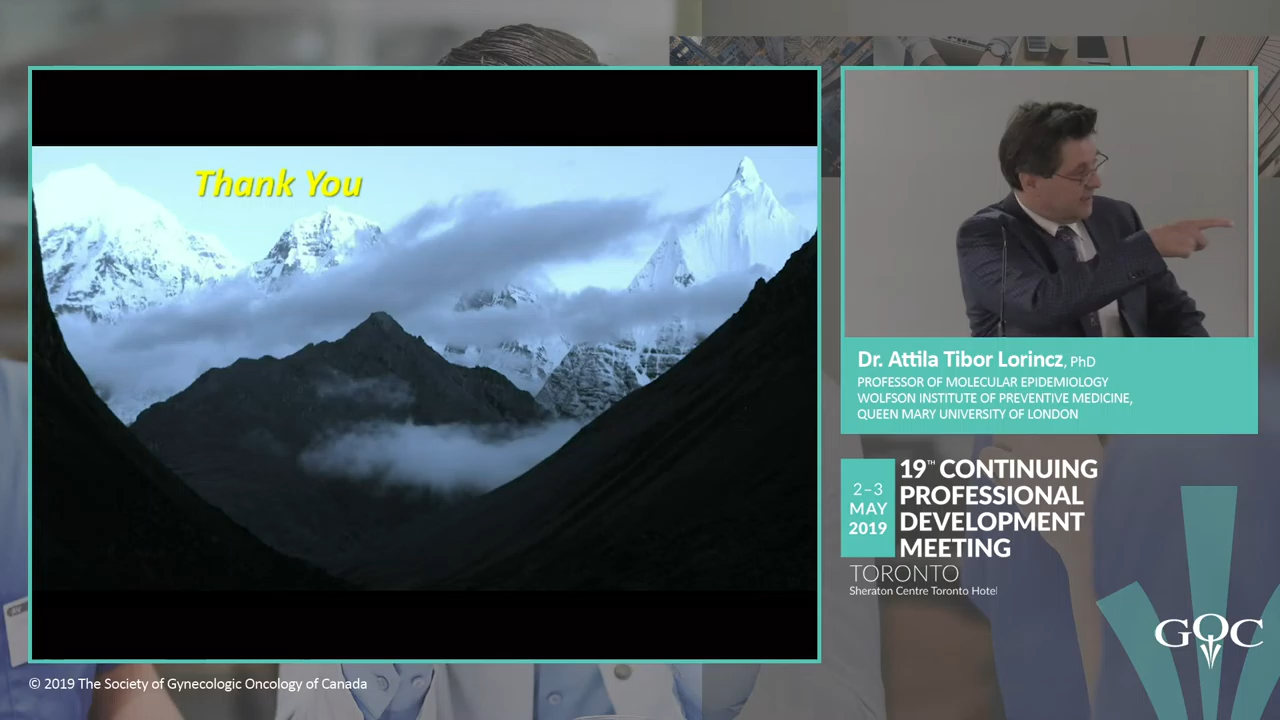 Thank You
Dr. Attila Tibor Lorincz, PhD
PROFESSOR OF MOLECULAR EPIDEMIOLOGY
WOLFSON INSTITUTE OF PREVENTIVE MEDICINE,
QUEEN MARY UNIVERSITY OF LONDON
2–3
MAY
2019
19TH CONTINUING
PROFESSIONAL
DEVELOPMENT
MEETING
TORONTO
Sheraton Centre Toronto Hotel
GOC
© 2019 The Society of Gynecologic Oncology of Canada